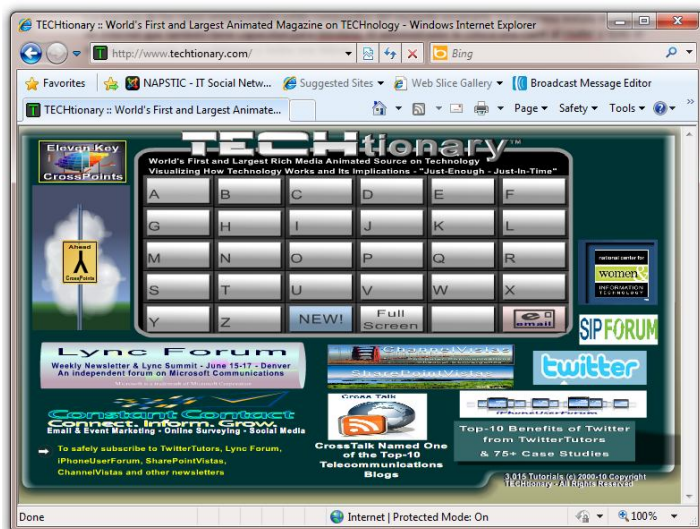 TECHtionary :: World's First and Largest Animated Magazine on TECHnology - Windows Internet Explorer
http://www.techtionary.com/
Bing
Favorites
NAPSTIC - IT Social Netw...
Suggested Sites
Web Slice Gallery
Broadcast Message Editor
TECHtionary :: World's First and Largest Animate...
Page
Safety
Tools
Eleven Key
CrossPoints
TECHtionary™
World's First and Largest Rich Media Animated Source on Technology
Visualizing How Technology Works and Its Implications - "Just-Enough - Just-In-Time"
A B C D E F
G H I J K L
M N O P Q R
S T U V W X
Y Z NEW! Full Screen email
Ahead
CrossPoints
national center for
women &
INFORMATION
TECHNOLOGY
SIP FORUM
Lync Forum
Weekly Newsletter & Lync Summit - June 15-17 - Denver
An independent forum on Microsoft Communications
ChannelVistas
SharePointVistas
twitter
Constant Contact
Connect. Inform. Grow.
Email & Event Marketing - Online Surveying - Social Media
To safely subscribe to TwitterTutors, Lync Forum,
iPhoneUserForum, SharePointVistas,
ChannelVistas and other newsletters
Cross Talk
CrossTalk Named One
of the Top-10
Telecommunications
Blogs
iPhoneUserForum
Top-10 Benefits of Twitter
from TwitterTutors
& 75+ Case Studies
3,015 Tutorials (c) 2000-10 Copyright
TECHtionary - All Rights Reserved
Done
Internet | Protected Mode: On
100%